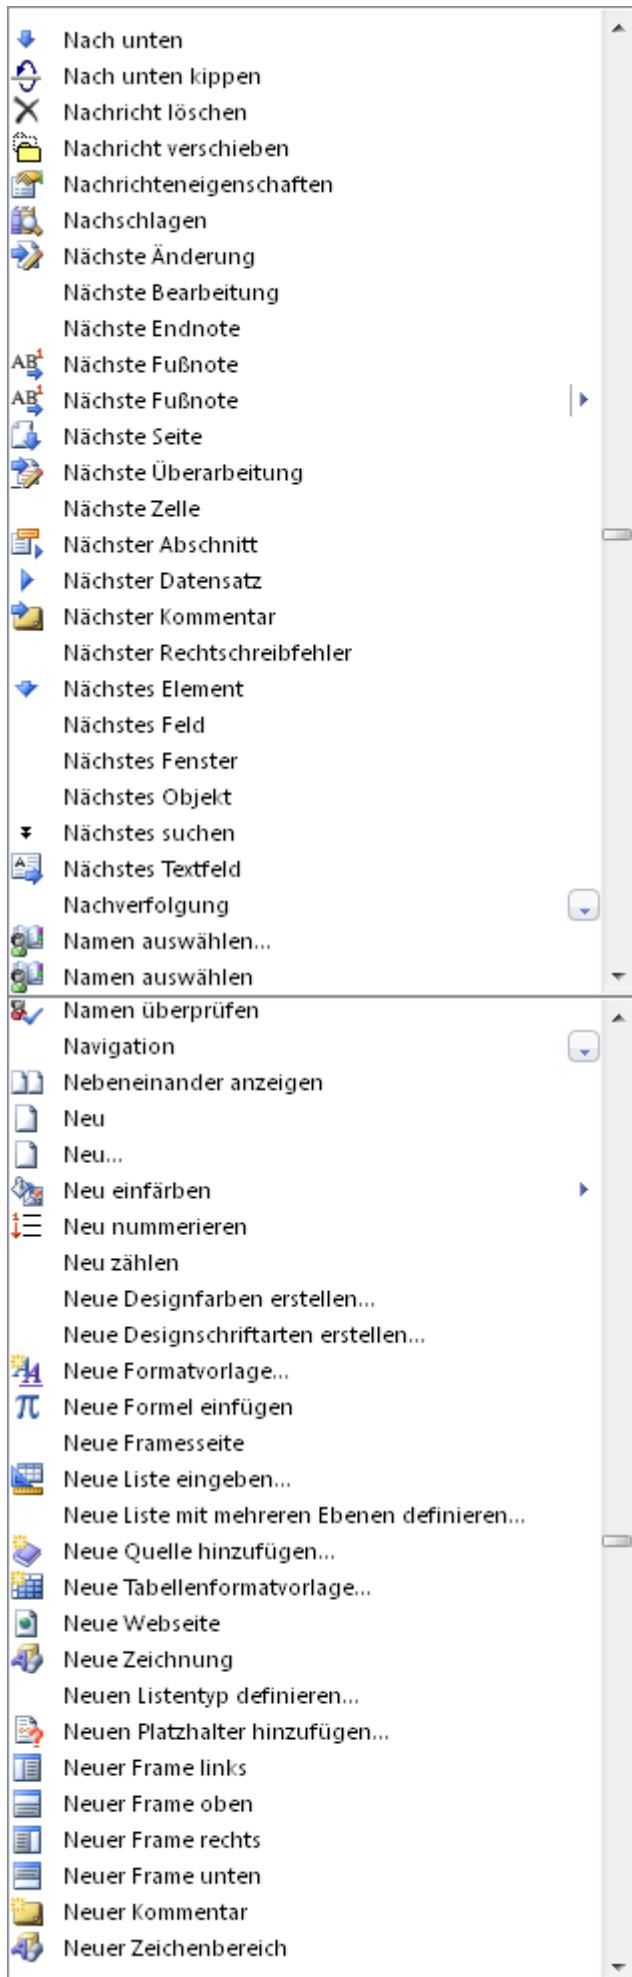 Nach unten
Nach unten kippen
Nachricht löschen
Nachricht verschieben
Nachrichteneigenschaften
Nachschlagen
Nächste Änderung
Nächste Bearbeitung
Nächste Endnote
Nächste Fußnote
Nächste Fußnote
Nächste Seite
Nächste Überarbeitung
Nächste Zelle
Nächster Abschnitt
Nächster Datensatz
Nächster Kommentar
Nächster Rechtschreibfehler
Nächstes Element
Nächstes Feld
Nächstes Fenster
Nächstes Objekt
Nächstes suchen
Nächstes Textfeld
Nachverfolgung
Namen auswählen...
Namen auswählen
Namen überprüfen
Navigation
Nebeneinander anzeigen
Neu
Neu...
Neu einfärben
Neu nummerieren
Neu zählen
Neue Designfarben erstellen...
Neue Designschriftarten erstellen...
Neue Formatvorlage...
Neue Formel einfügen
Neue Framesseite
Neue Liste eingeben...
Neue Liste mit mehreren Ebenen definieren...
Neue Quelle hinzufügen...
Neue Tabellenformatvorlage...
Neue Webseite
Neue Zeichnung
Neuen Listentyp definieren...
Neuen Platzhalter hinzufügen...
Neuer Frame links
Neuer Frame oben
Neuer Frame rechts
Neuer Frame unten
Neuer Kommentar
Neuer Zeichenbereich